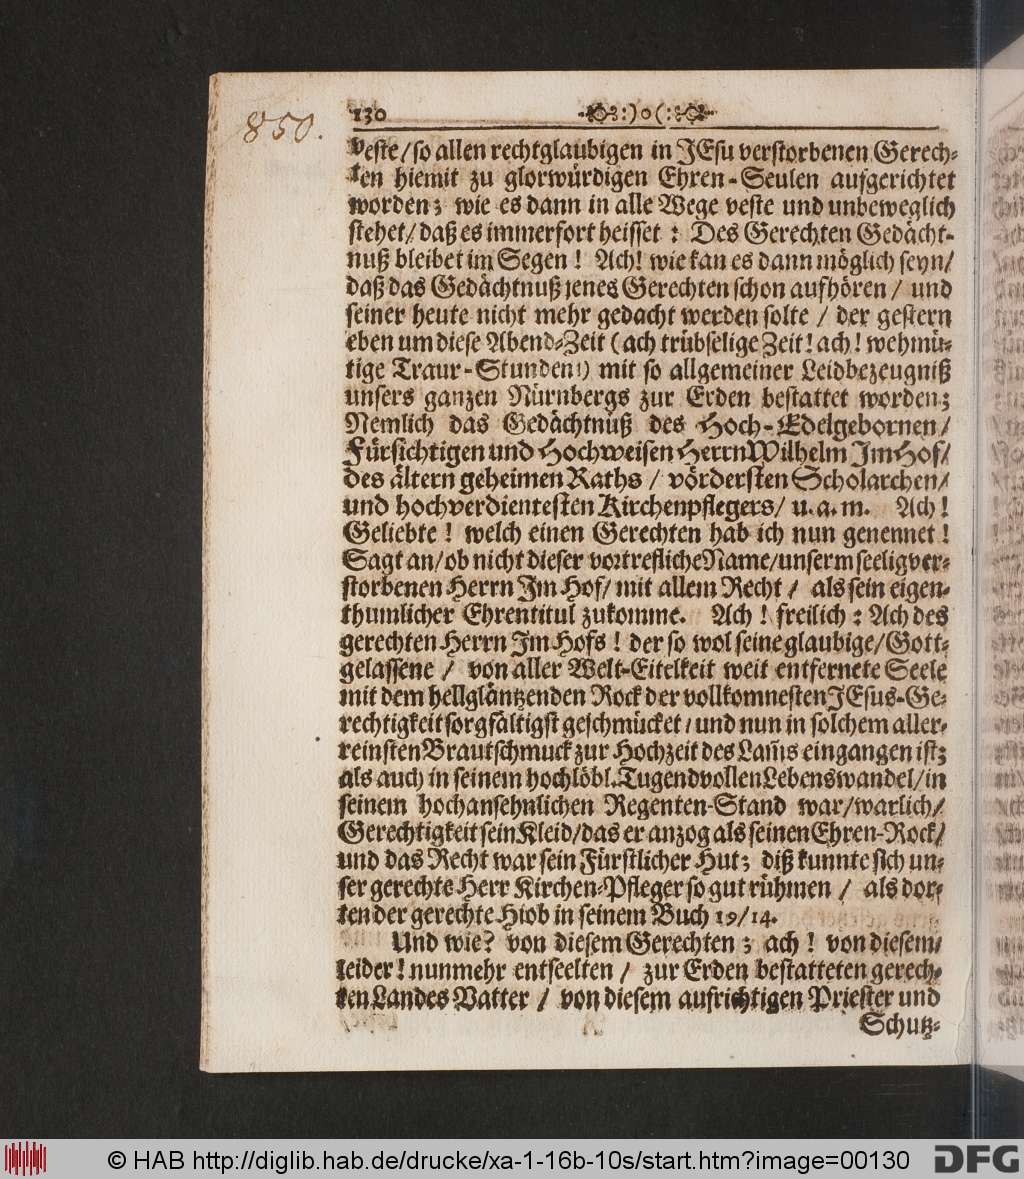 850.
130 :)o(:
veste/so allen rechtglaubigen in JEsu verstorbenen Gerech-
ten hiemit zu glorwürdigen Ehren-Seulen aufgerichtet
worden; wie es dann in alle Wege veste und unbeweglich
stehet/daß es immerfort heisset: Des Gerechten Gedächt-
nuß bleibet im Segen! Ach! wie kan es dann möglich seyn/
daß das Gedächtnuß jenes Gerechten schon aufhören/ und
seiner heute nicht mehr gedacht werden solte/ der gestern
eben um diese Abend-Zeit (ach trübselige Zeit! ach! wehmü-
tige Traur-Stunden!) mit so allgemeiner Leidbezeugniß
unsers ganzen Nürnbergs zur Erden bestattet worden;
Nemlich das Gedächtnuß des Hoch-Edelgebornen/
Fürsichtigen und Hochweisen Herrn Wilhelm Im Hof/
des ältern geheimen Raths/ vördersten Scholarchen/
und hochverdientesten Kirchenpflegers/ u. a. m. Ach!
Geliebte! welch einen Gerechten hab ich nun genennet!
Sagt an/ob nicht dieser vortrefliche Name/unserm seelig ver-
storbenen Herrn Im Hof/ mit allem Recht/ als sein eigen-
thumlicher Ehrentitul zukomme. Ach! freilich: Ach des
gerechten Herrn Im Hofs! der so wol seine glaubige/Gott-
gelassene/ von aller Welt-Eitelkeit weit entfernete Seele
mit dem hellgläntzenden Rock der vollkomnesten JEsus-Ge-
rechtigkeit sorgfältigst geschmücket/und nun in solchem aller-
reinsten Brautschmuck zur Hochzeit des Lam̃s eingangen ist;
als auch in seinem hochlöbl. Tugendvollen Lebenswandel/in
seinem hochansehnlichen Regenten-Stand war/warlich/
Gerechtigkeit sein Kleid/das er anzog als seinen Ehren-Rock/
und das Recht war sein Fürstlicher Hut; diß kunnte sich un-
ser gerechte Herr Kirchen-Pfleger so gut rühmen/ als dor-
ten der gerechte Hiob in seinem Buch 19/14.
Und wie? von diesem Gerechten; ach! von diesem/
leider! nunmehr entseelten/ zur Erden bestatteten gerech-
ten Landes Vatter/ von diesem aufrichtigen Priester und
Schutz-
© HAB http://diglib.hab.de/drucke/xa-1-16b-10s/start.htm?image=00130
DFG